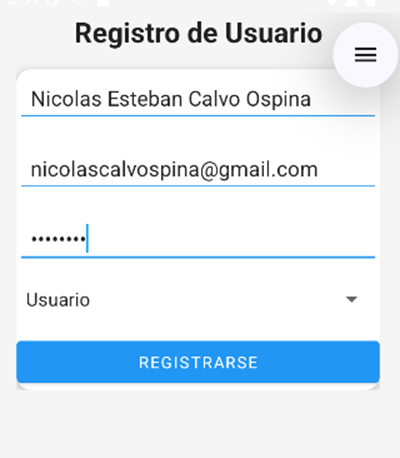 Registro de Usuario
Nicolas Esteban Calvo Ospina
nicolascalvospina@gmail.com
••••••••
Usuario
REGISTRARSE